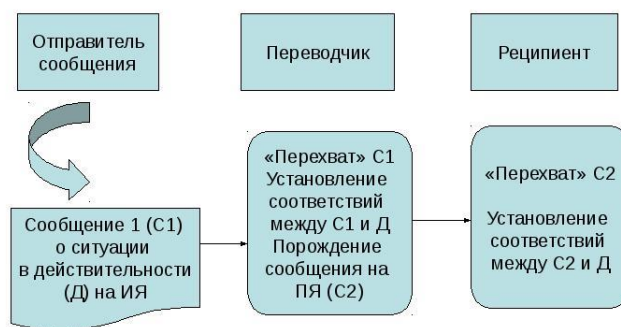 Отправитель
сообщения
Переводчик
Реципиент
Сообщение 1 (С1)
о ситуации
в действительности
(Д) на ИЯ
«Перехват» С1
Установление
соответствий
между С1 и Д
Порождение
сообщения на
ПЯ (С2)
«Перехват» С2
Установление
соответствий
между С2 и Д